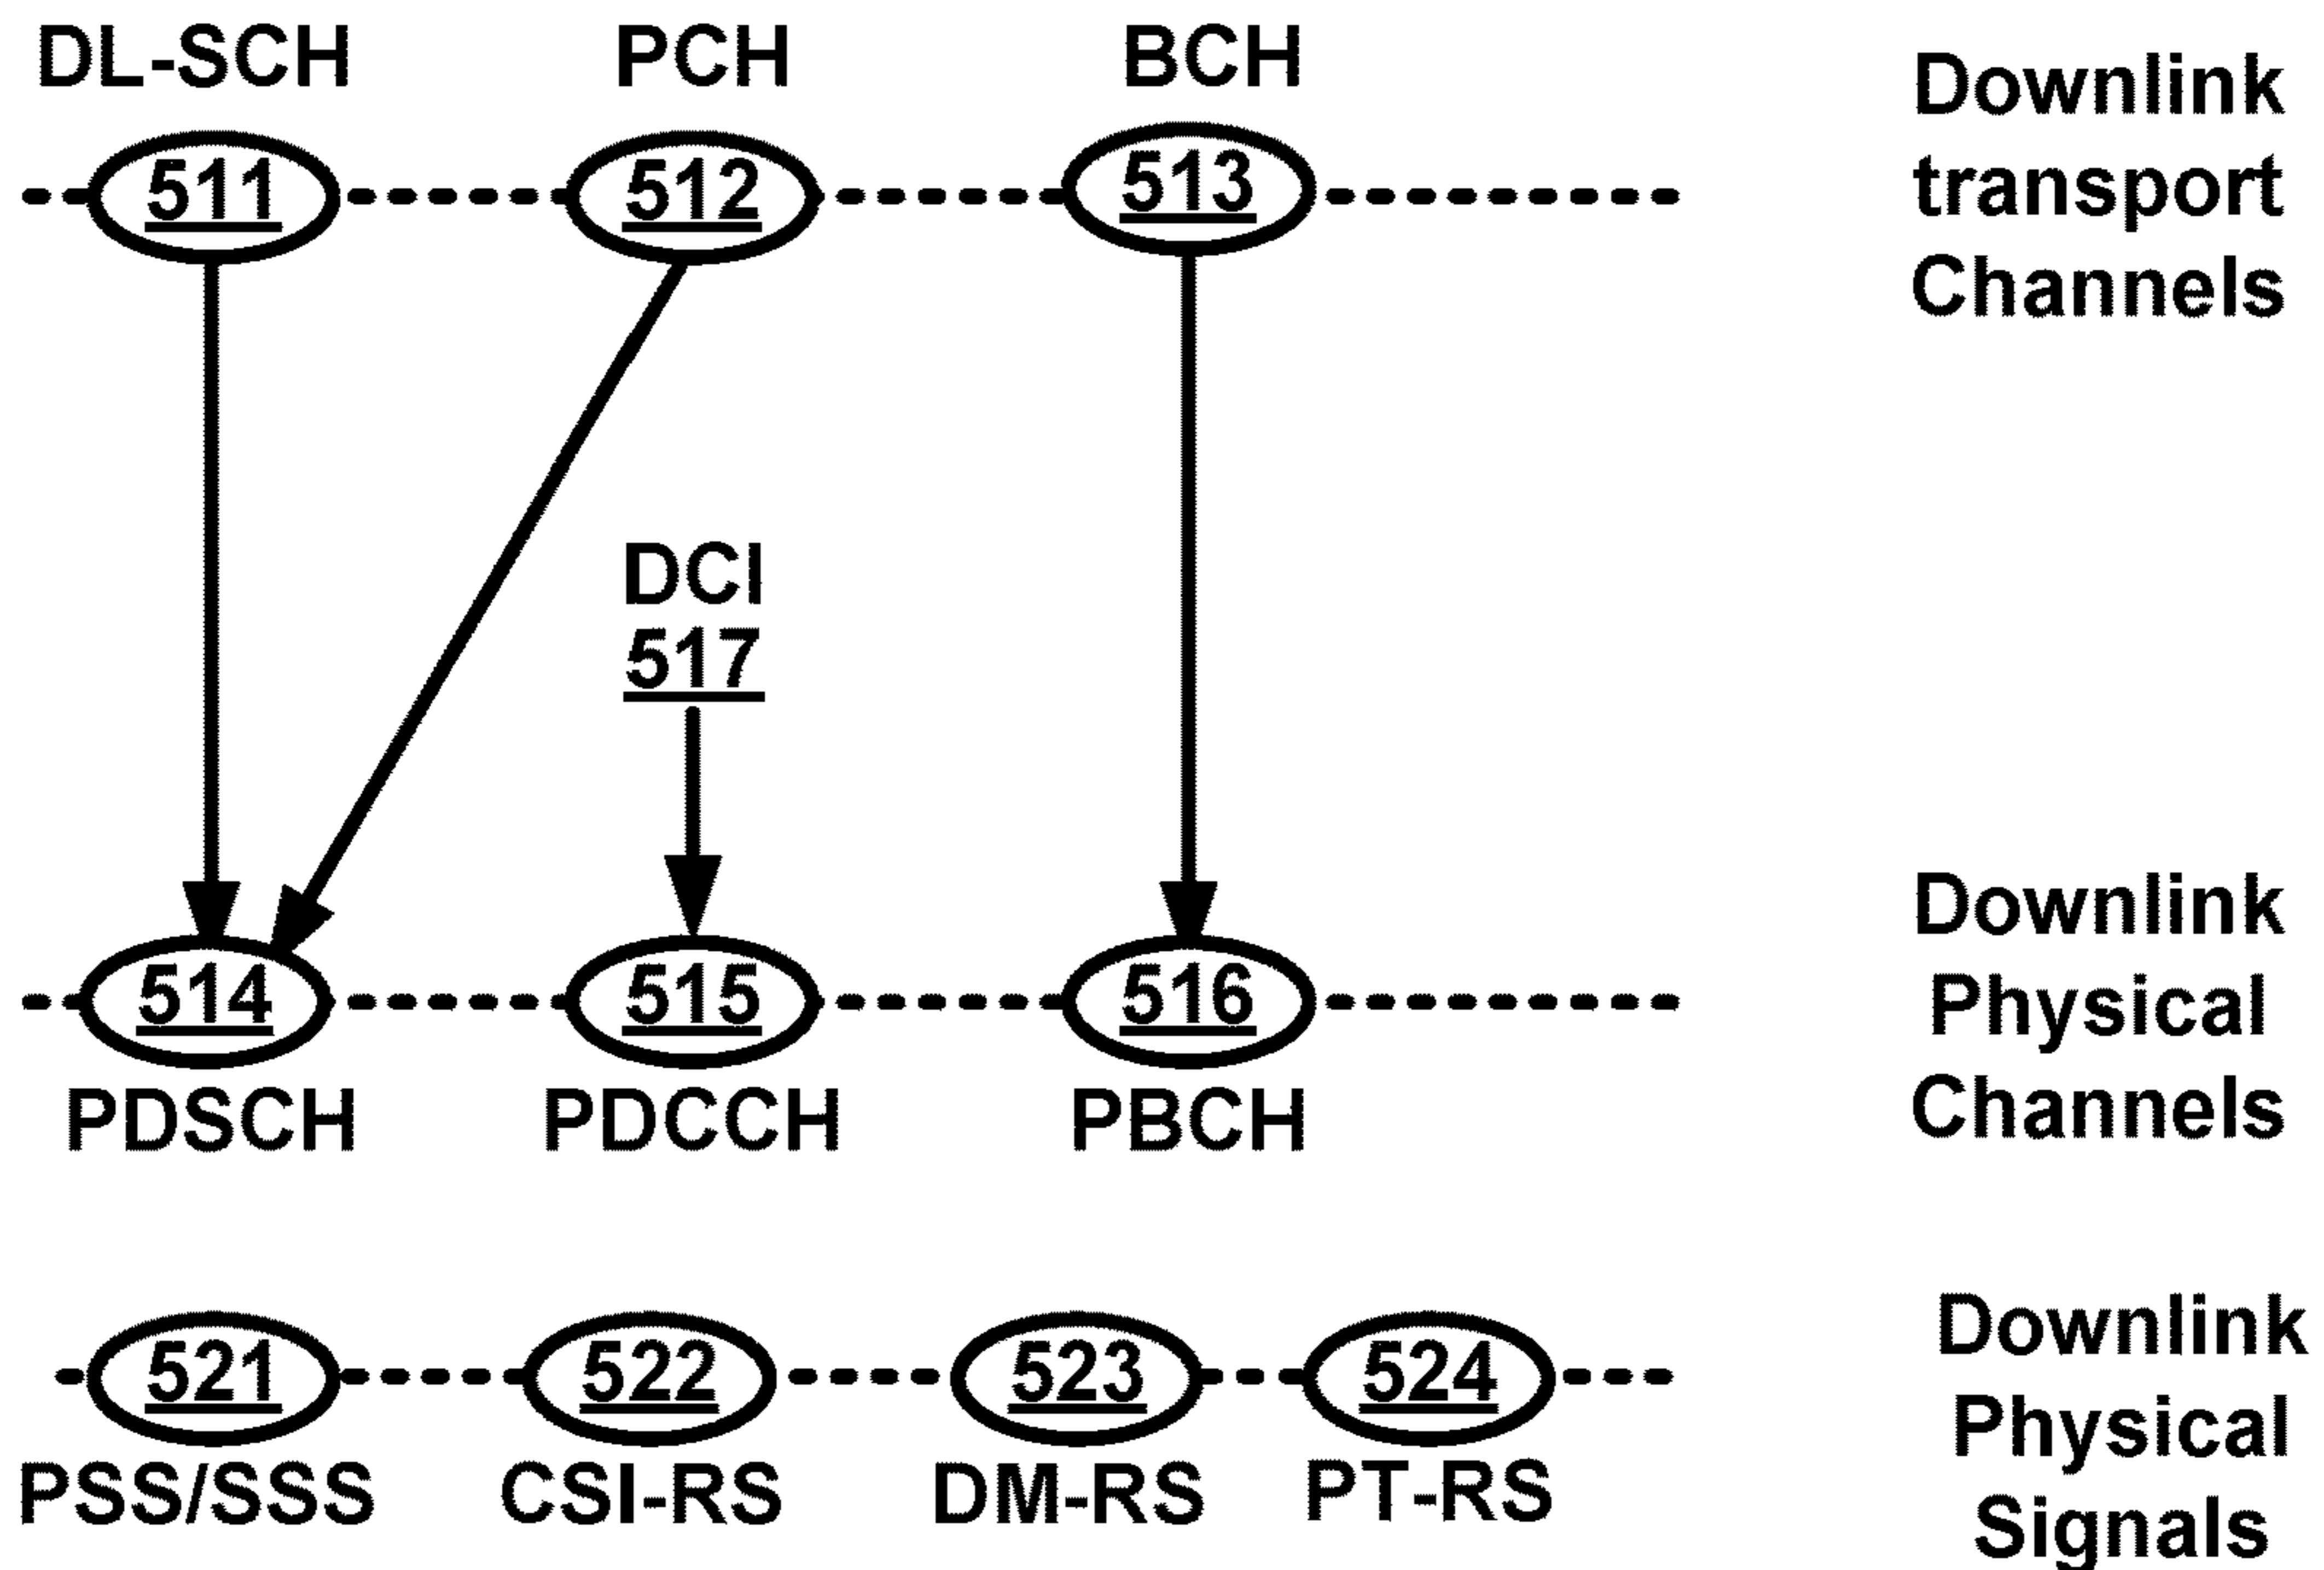 DL-SCH PCH BCH
511 512 513
Downlink
transport
Channels
DCI
517
514 515 516
PDSCH PDCCH PBCH
Downlink
Physical
Channels
521 522 523 524
PSS/SSS CSI-RS DM-RS PT-RS
Downlink
Physical
Signals